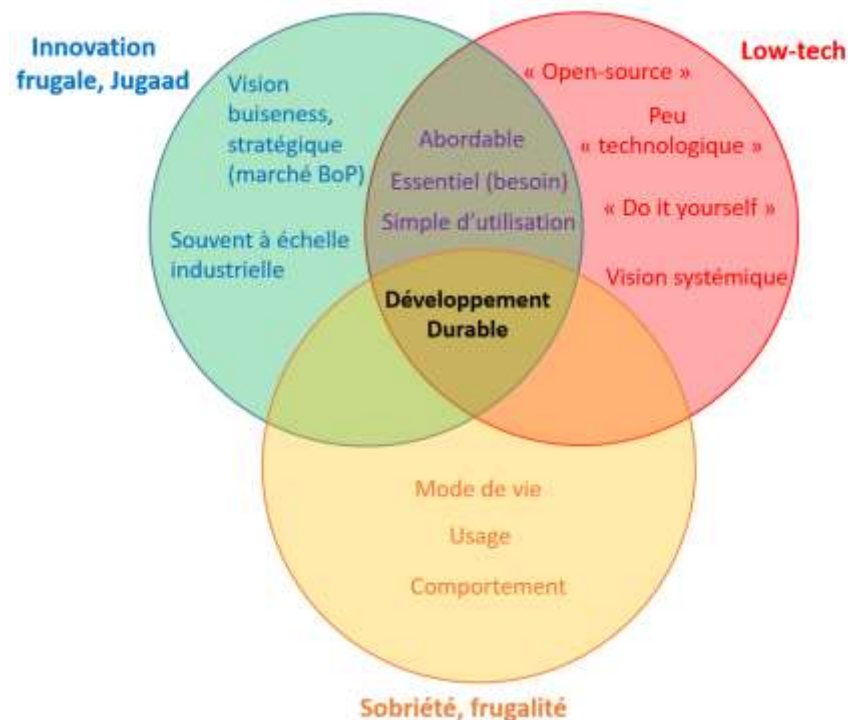 Innovation
frugale, Jugaad
Low-tech
Vision
buiseness,
stratégique
(marché BoP)
Souvent à échelle
industrielle
Abordable
Essentiel (besoin)
Simple d'utilisation
« Open-source »
Peu
« technologique »
« Do it yourself »
Vision systémique
Développement
Durable
Mode de vie
Usage
Comportement
Sobriété, frugalité